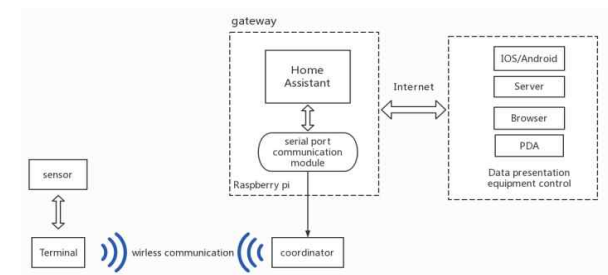 gateway
Home
Assistant
serial port
communication
module
Raspberry pi
Internet
IOS/Android
Server
Browser
PDA
Data presentation
equipment control
sensor
Terminal
wirless communication
coordinator